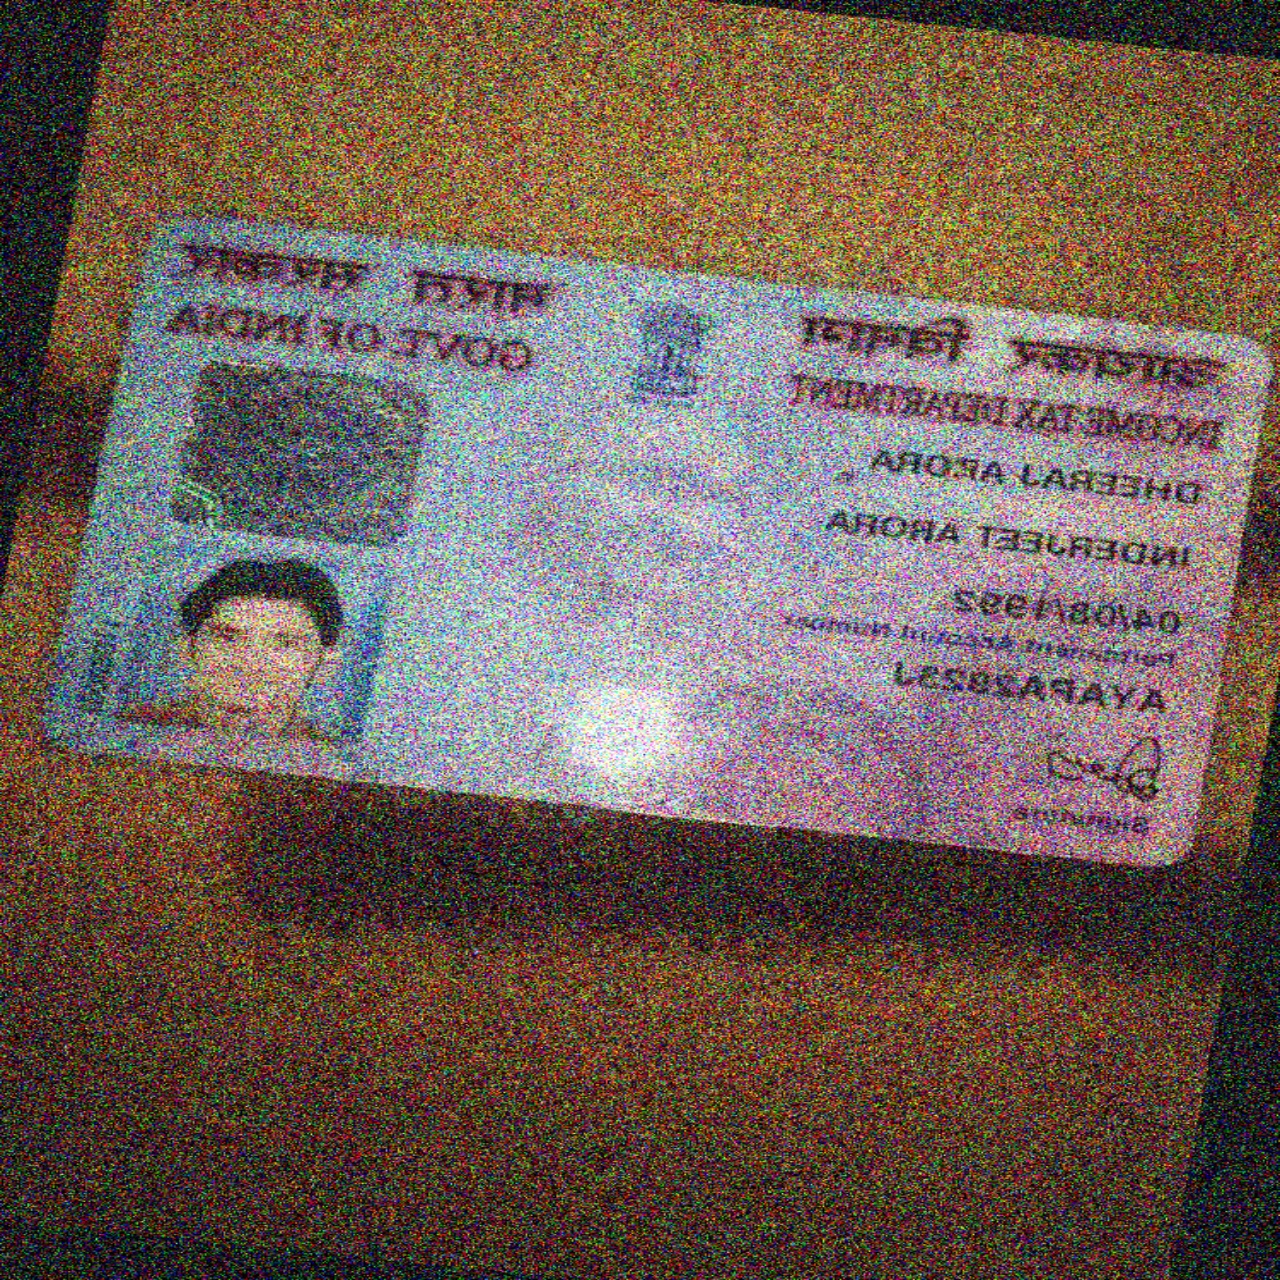 आयकर विभाग
INCOME TAX DEPARTMENT
भारत सरकार
GOVT. OF INDIA
DHEERAJ ARORA
INDERJEET ARORA
04/08/1992
Permanent Account Number
Signature